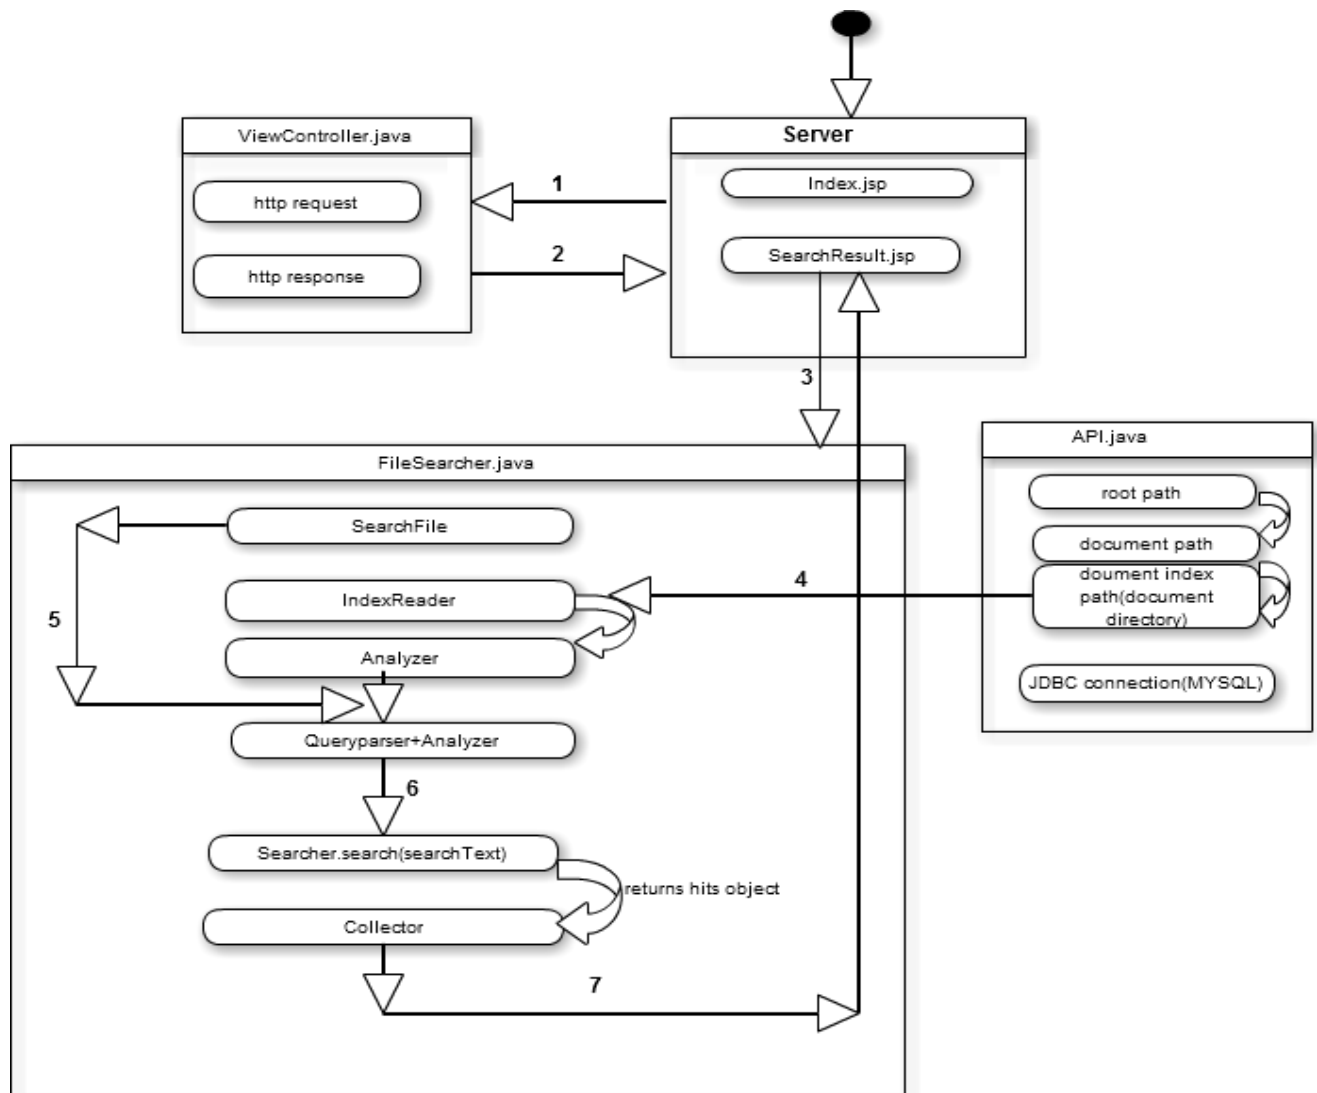 ViewController.java
http request
http response
1
2
Server
Index.jsp
SearchResult.jsp
3
FileSearcher.java
SearchFile
IndexReader
Analyzer
5
Queryparser+Analyzer
6
Searcher.search(searchText)
returns hits object
Collector
7
4
API.java
root path
document path
doument index
path(document
directory)
JDBC connection(MYSQL)